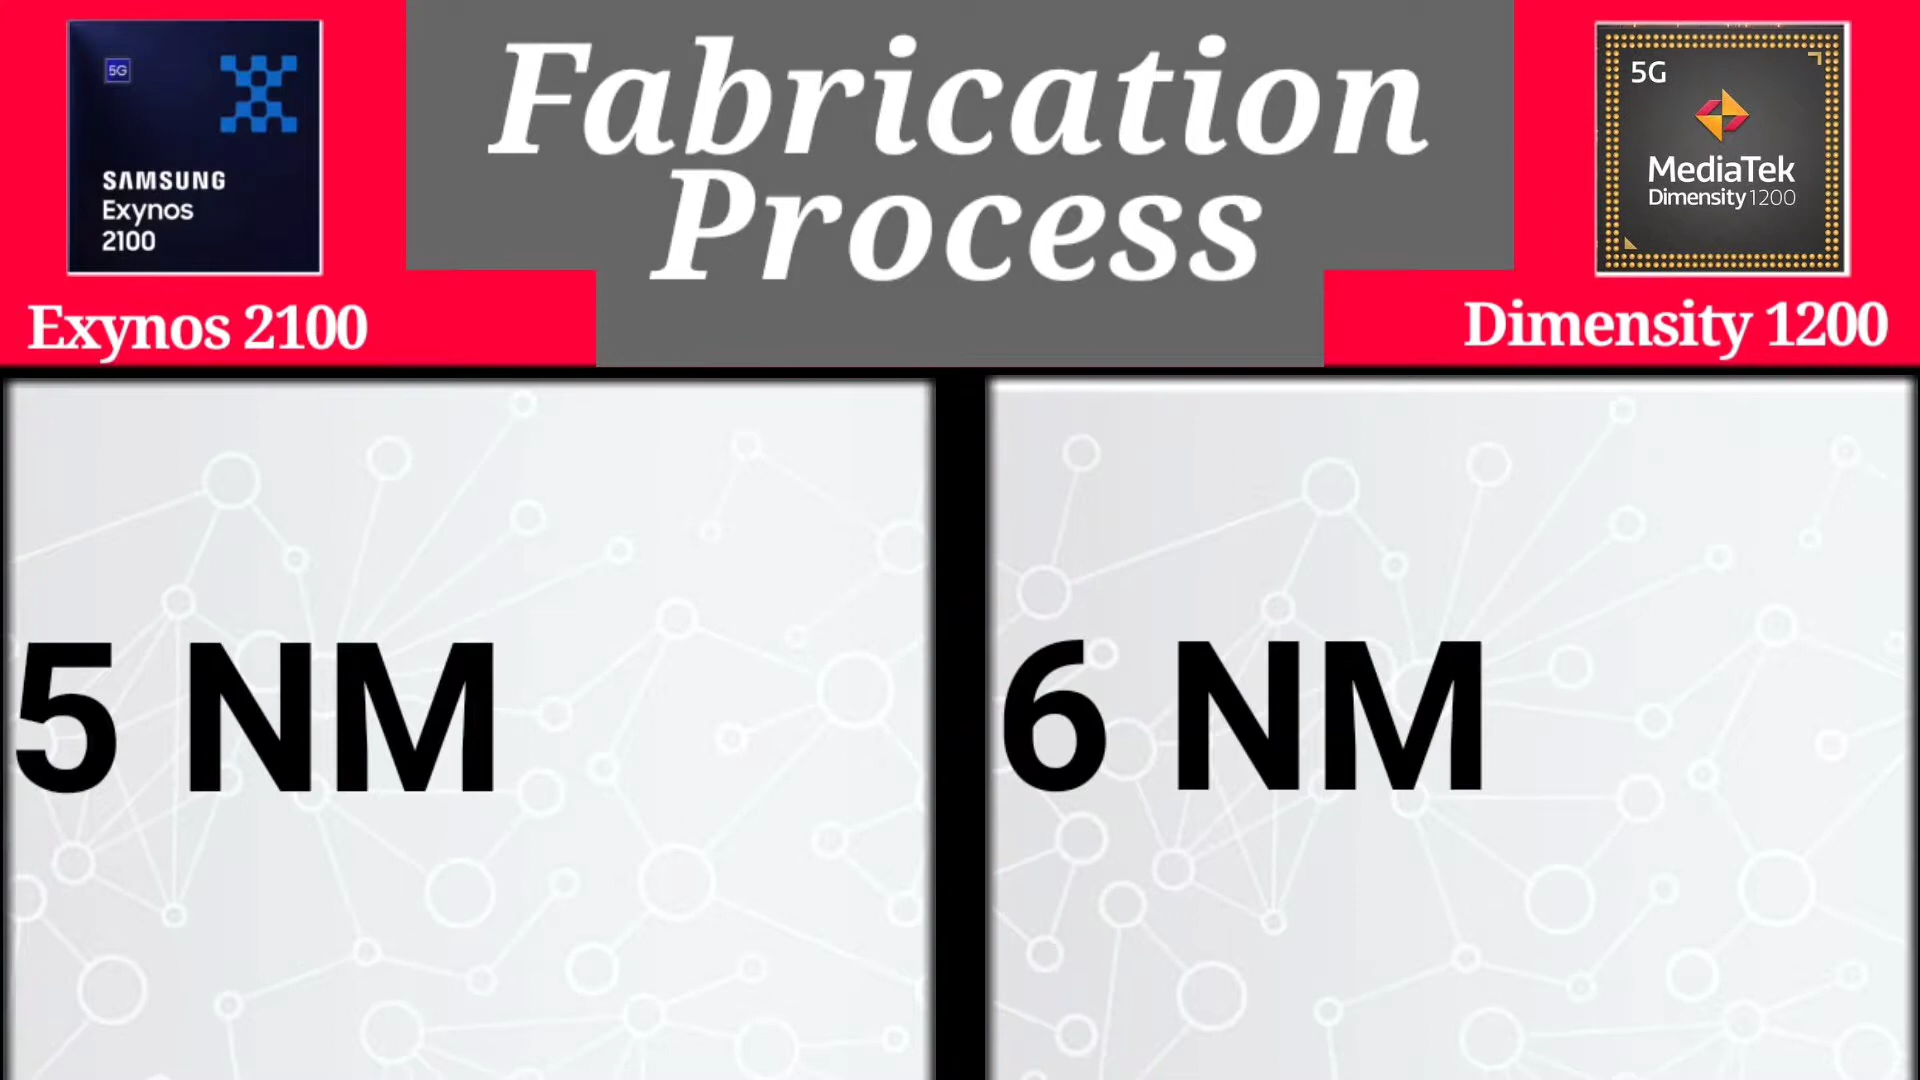 5G
SAMSUNG
Exynos
2100
Exynos 2100
Fabrication
Process
5G
MediaTek
Dimensity 1200
Dimensity 1200
5 NM
6 NM